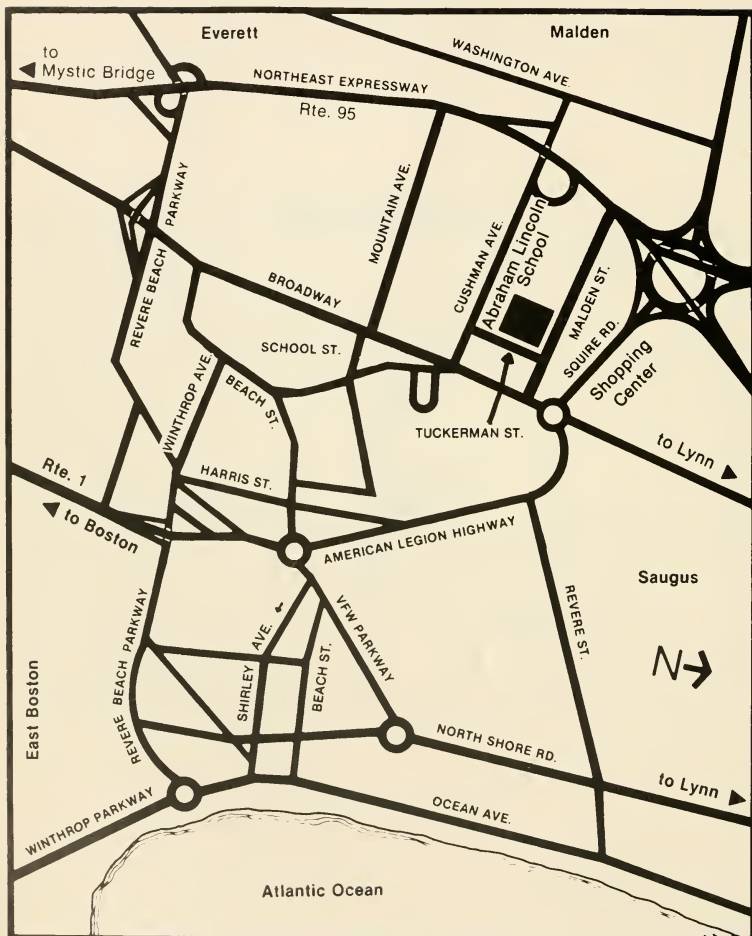 Everett
Malden
to
Mystic Bridge
WASHINGTON AVE.
NORTHEAST EXPRESSWAY
Rte. 95
REVERE BEACH PARKWAY
MOUNTAIN AVE.
CUSHMAN AVE.
Abraham Lincoln
School
MALDEN ST.
SQUIRE RD.
Shopping
Center
BROADWAY
SCHOOL ST.
WINTHROP AVE.
BEACH ST.
TUCKERMAN ST.
to Lynn
HARRIS ST.
Rte. 1
to Boston
AMERICAN LEGION HIGHWAY
Saugus
REVERE ST.
N
VFW PARKWAY
SHIRLEY AVE.
BEACH ST.
REVERE BEACH PARKWAY
East Boston
NORTH SHORE RD.
to Lynn
WINTHROP PARKWAY
OCEAN AVE.
Atlantic Ocean